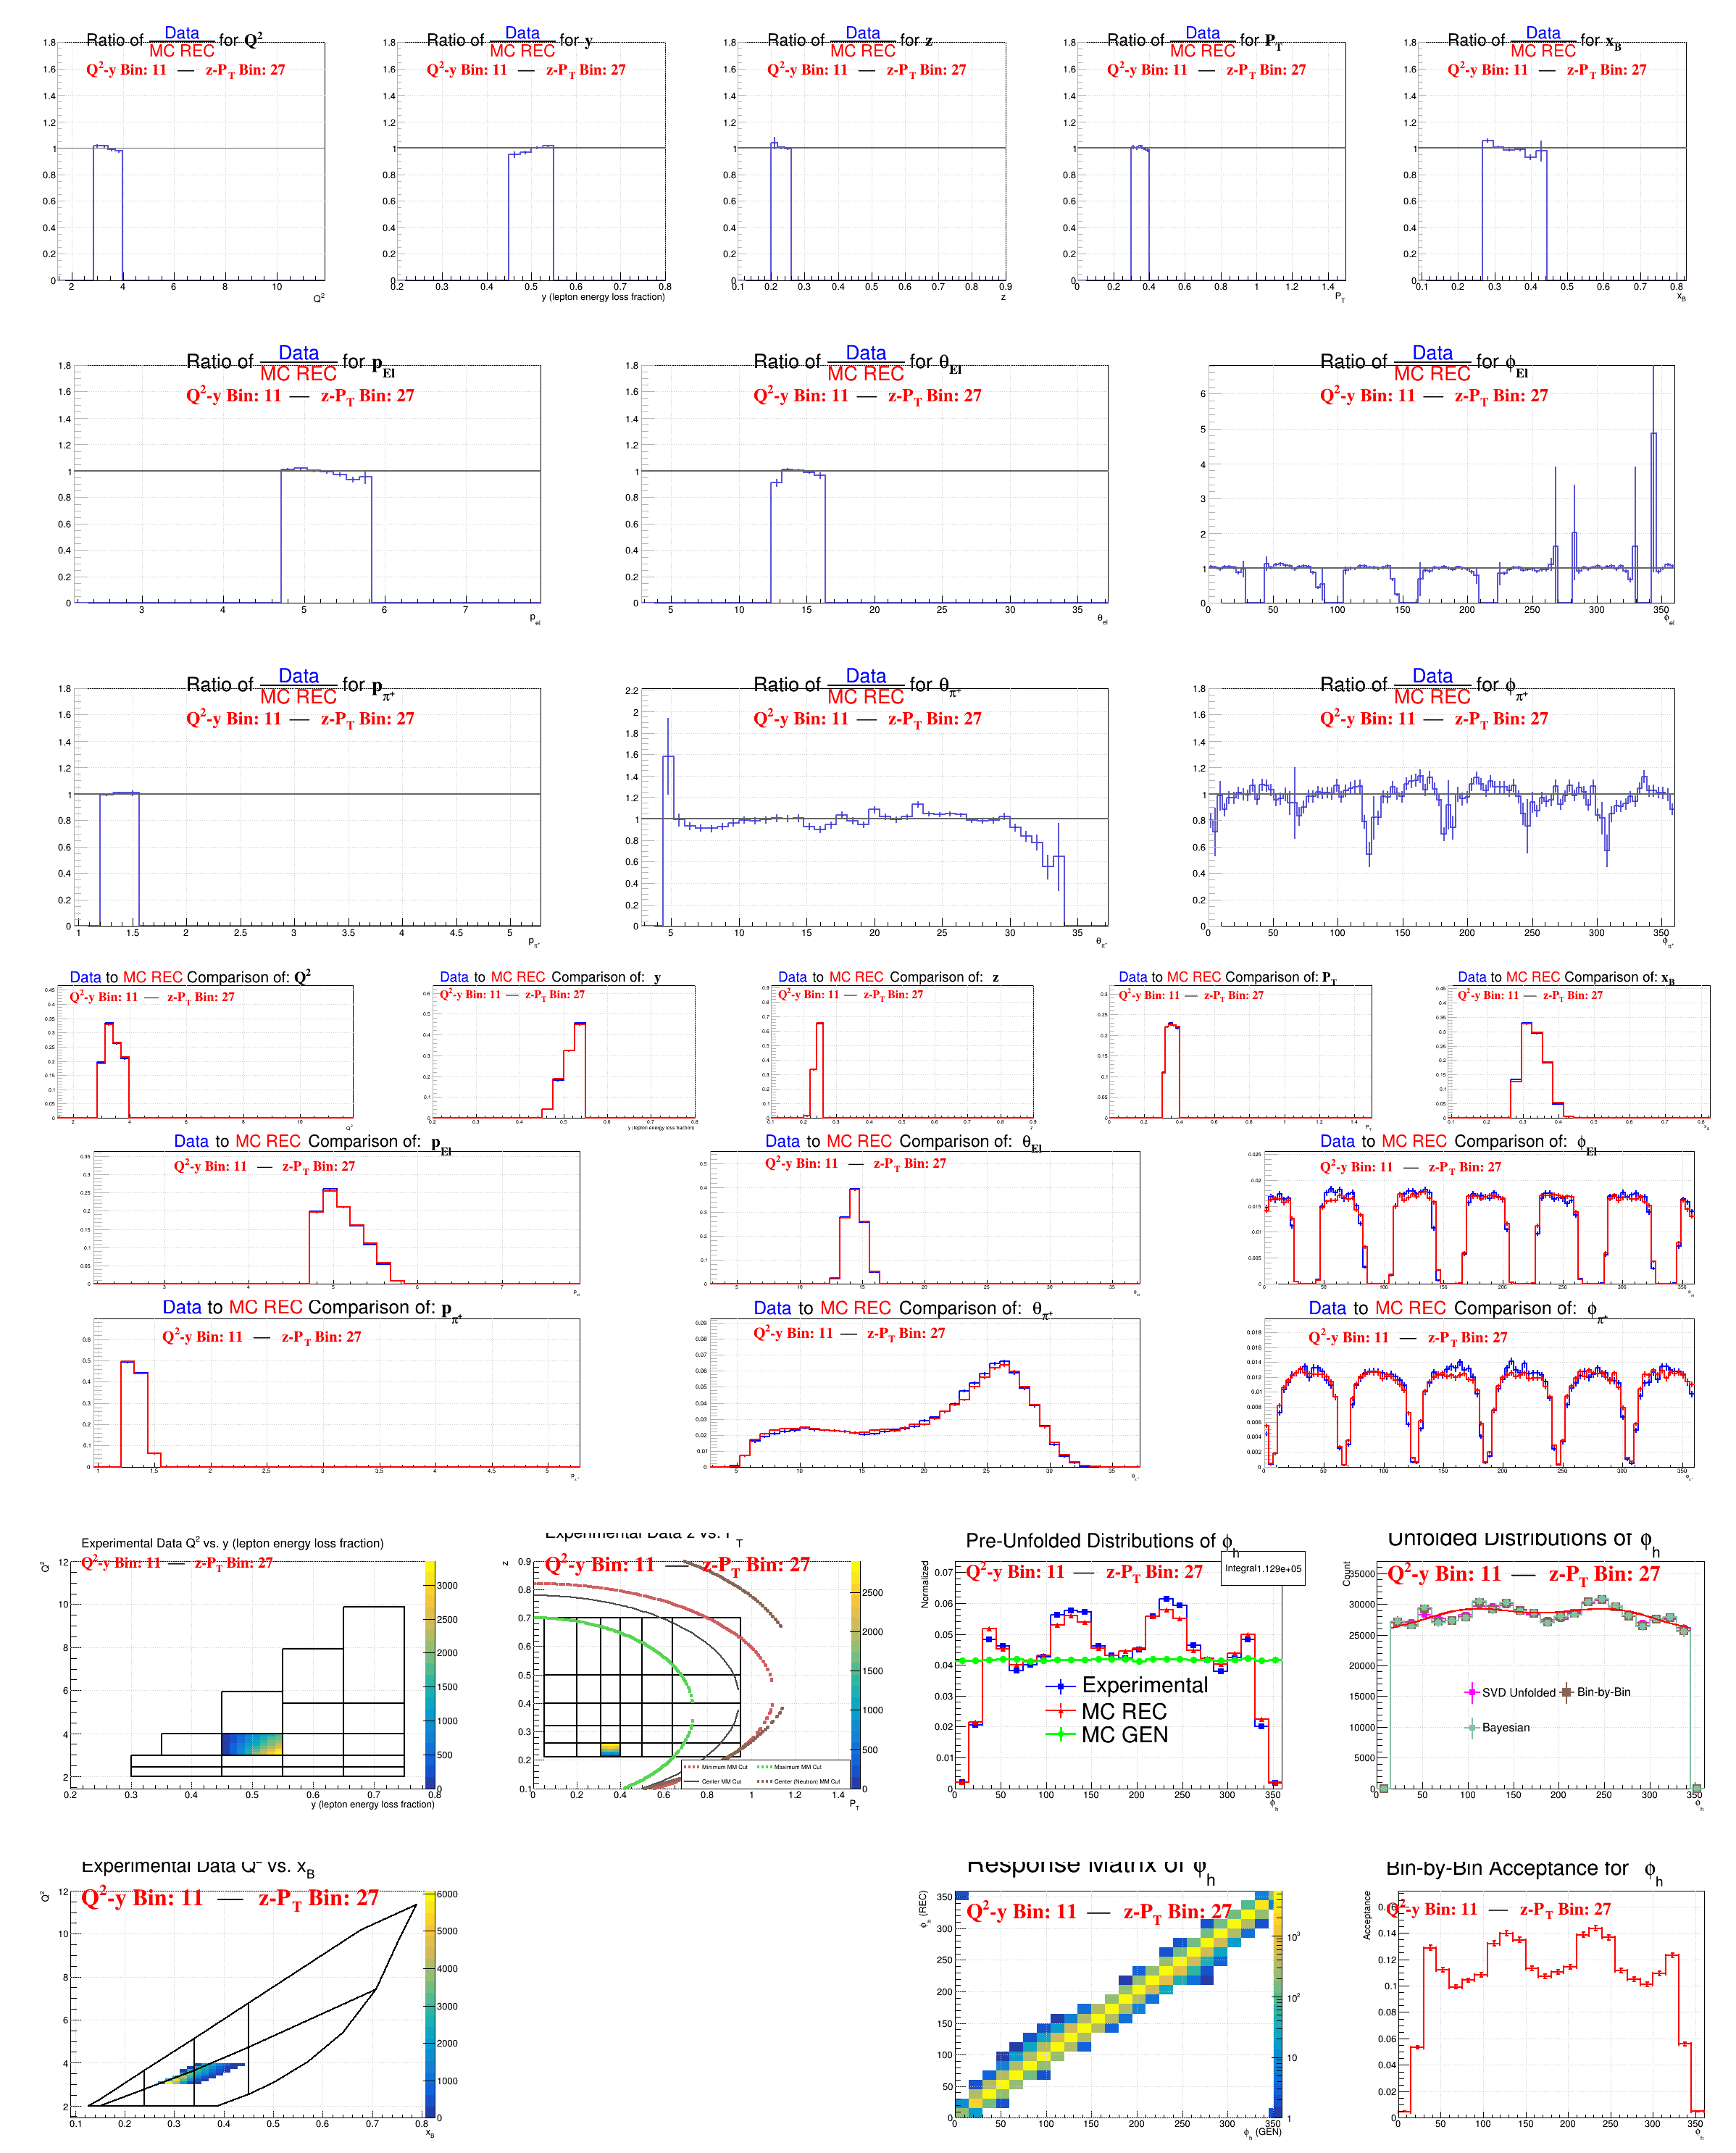 Ratio of Data/MC REC for Q²
Q²-y Bin: 11 — z-P_T Bin: 27
Q²
Ratio of Data/MC REC for y
Q²-y Bin: 11 — z-P_T Bin: 27
y (lepton energy loss fraction)
Ratio of Data/MC REC for z
Q²-y Bin: 11 — z-P_T Bin: 27
z
Ratio of Data/MC REC for P_T
Q²-y Bin: 11 — z-P_T Bin: 27
P_T
Ratio of Data/MC REC for x_B
Q²-y Bin: 11 — z-P_T Bin: 27
x_B
Ratio of Data/MC REC for p_El
Q²-y Bin: 11 — z-P_T Bin: 27
p_el
Ratio of Data/MC REC for θ_El
Q²-y Bin: 11 — z-P_T Bin: 27
θ_el
Ratio of Data/MC REC for ϕ_El
Q²-y Bin: 11 — z-P_T Bin: 27
ϕ_el
Ratio of Data/MC REC for p_π⁺
Q²-y Bin: 11 — z-P_T Bin: 27
p_π⁺
Ratio of Data/MC REC for θ_π⁺
Q²-y Bin: 11 — z-P_T Bin: 27
θ_π⁺
Ratio of Data/MC REC for ϕ_π⁺
Q²-y Bin: 11 — z-P_T Bin: 27
ϕ_π⁺
Data to MC REC Comparison of: Q²
Q²-y Bin: 11 — z-P_T Bin: 27
Data to MC REC Comparison of: y
Q²-y Bin: 11 — z-P_T Bin: 27
y (lepton energy loss fraction)
Data to MC REC Comparison of: z
Q²-y Bin: 11 — z-P_T Bin: 27
Data to MC REC Comparison of: P_T
Q²-y Bin: 11 — z-P_T Bin: 27
Data to MC REC Comparison of: x_B
Q²-y Bin: 11 — z-P_T Bin: 27
Data to MC REC Comparison of: p_El
Q²-y Bin: 11 — z-P_T Bin: 27
Data to MC REC Comparison of: θ_El
Q²-y Bin: 11 — z-P_T Bin: 27
Data to MC REC Comparison of: ϕ_El
Q²-y Bin: 11 — z-P_T Bin: 27
Data to MC REC Comparison of: p_π⁺
Q²-y Bin: 11 — z-P_T Bin: 27
Data to MC REC Comparison of: θ_π⁺
Q²-y Bin: 11 — z-P_T Bin: 27
Data to MC REC Comparison of: ϕ_π⁺
Q²-y Bin: 11 — z-P_T Bin: 27
Experimental Data Q² vs. y (lepton energy loss fraction)
Q²-y Bin: 11 — z-P_T Bin: 27
Q²
y (lepton energy loss fraction)
Experimental Data z vs. P_T
Q²-y Bin: 11 — z-P_T Bin: 27
z
Minimum MM Cut
Maximum MM Cut
Center MM Cut
Center (Neutron) MM Cut
P_T
Pre-Unfolded Distributions of ϕ_h
Q²-y Bin: 11 — z-P_T Bin: 27
Integral 1.129e+05
Normalized
Experimental
MC REC
MC GEN
ϕ_h
Unfolded Distributions of ϕ_h
Q²-y Bin: 11 — z-P_T Bin: 27
Count
SVD Unfolded
Bin-by-Bin
Bayesian
ϕ_h
Experimental Data Q² vs. x_B
Q²-y Bin: 11 — z-P_T Bin: 27
Q²
x_B
Response Matrix of ϕ_h
Q²-y Bin: 11 — z-P_T Bin: 27
ϕ_h (REC)
ϕ_h (GEN)
Bin-by-Bin Acceptance for ϕ_h
Q²-y Bin: 11 — z-P_T Bin: 27
Acceptance
ϕ_h